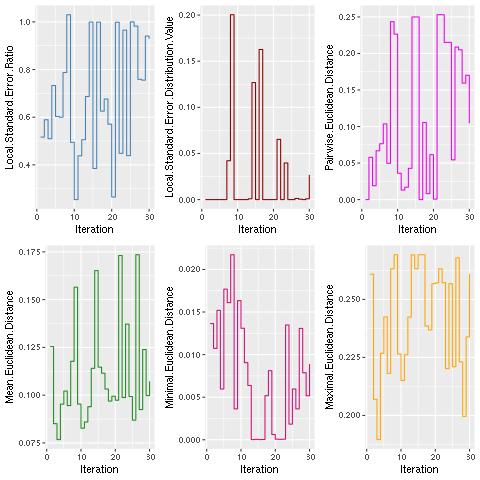 Local.Standard.Error.Ratio
1.0
0.8
0.6
0.4
0 10 20 30
Iteration
Local.Standard.Error.Distribution.Value
0.20
0.15
0.10
0.05
0.00
0 10 20 30
Iteration
Pairwise.Euclidean.Distance
0.25
0.20
0.15
0.10
0.05
0.00
0 10 20 30
Iteration
Mean.Euclidean.Distance
0.175
0.150
0.125
0.100
0.075
0 10 20 30
Iteration
Minimal.Euclidean.Distance
0.020
0.015
0.010
0.005
0.000
0 10 20 30
Iteration
Maximal.Euclidean.Distance
0.250
0.225
0.200
0 10 20 30
Iteration